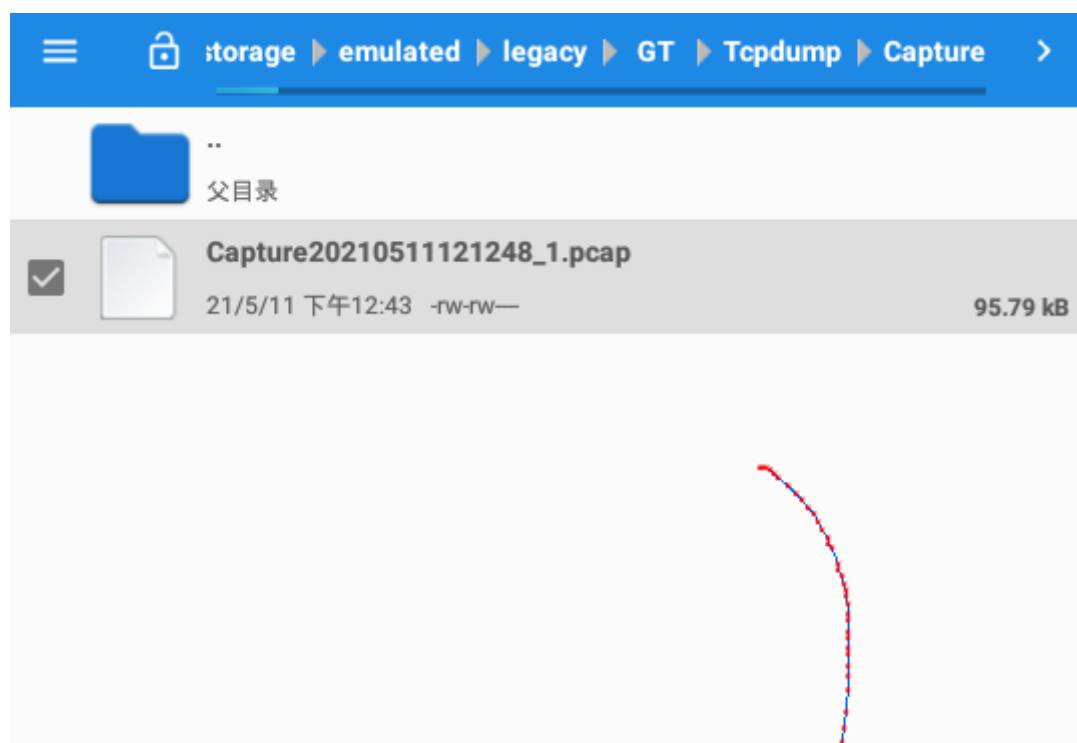 storage emulated legacy GT Tcpdump Capture
..
父目录
Capture20210511121248_1.pcap
21/5/11 下午12:43 -rw-rw—
95.79 kB